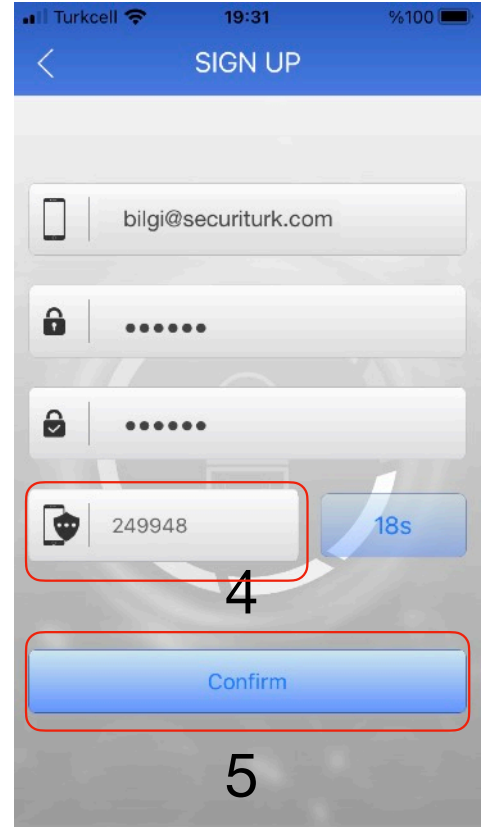 Turkcell 19:31 %100
SIGN UP
bilgi@securiturk.com
●●●●●●
●●●●●●
249948 18s
4
Confirm
5